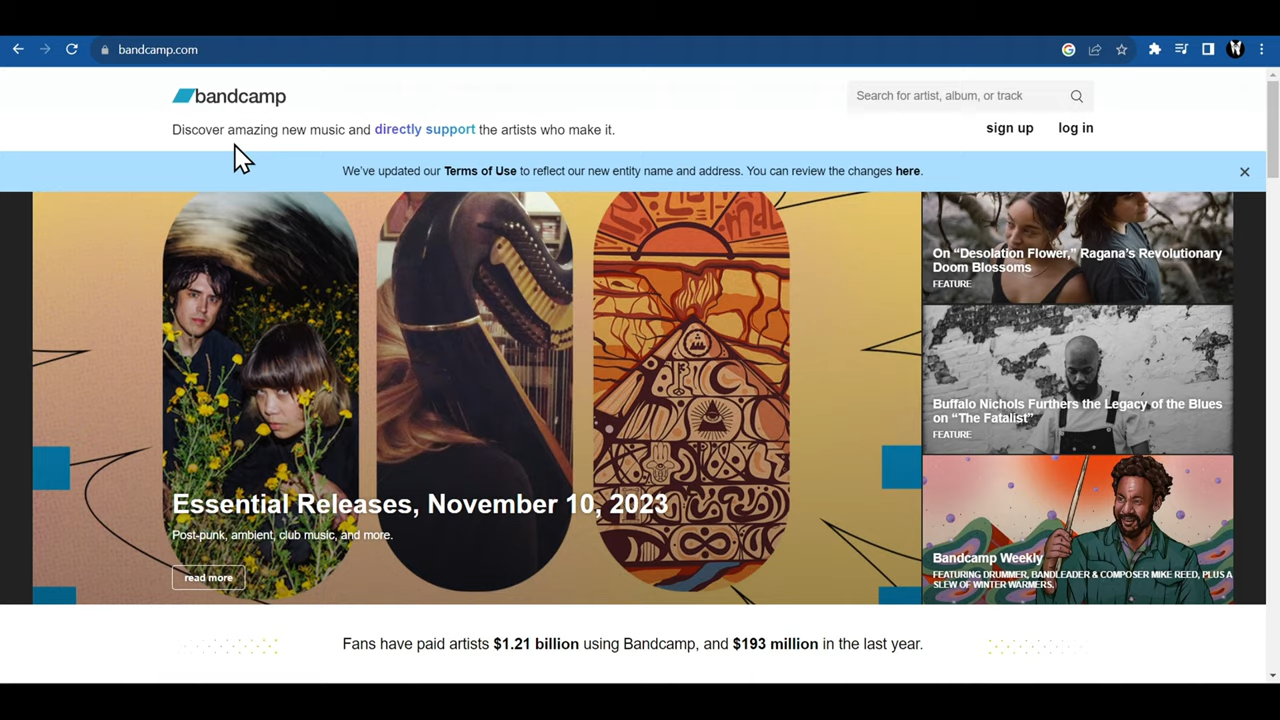 bandcamp.com
bandcamp
Search for artist, album, or track
Discover amazing new music and directly support the artists who make it.
sign up log in
We've updated our Terms of Use to reflect our new entity name and address. You can review the changes here.
On “Desolation Flower,” Ragana’s Revolutionary
Doom Blossoms
FEATURE
Buffalo Nichols Furthers the Legacy of the Blues
on “The Fatalist”
FEATURE
Essential Releases, November 10, 2023
Post-punk, ambient, club music, and more.
read more
Bandcamp Weekly
FEATURING DRUMMER, BANDLEADER & COMPOSER MIKE REED, PLUS A
SLEW OF WINTER WARMERS.
Fans have paid artists $1.21 billion using Bandcamp, and $193 million in the last year.